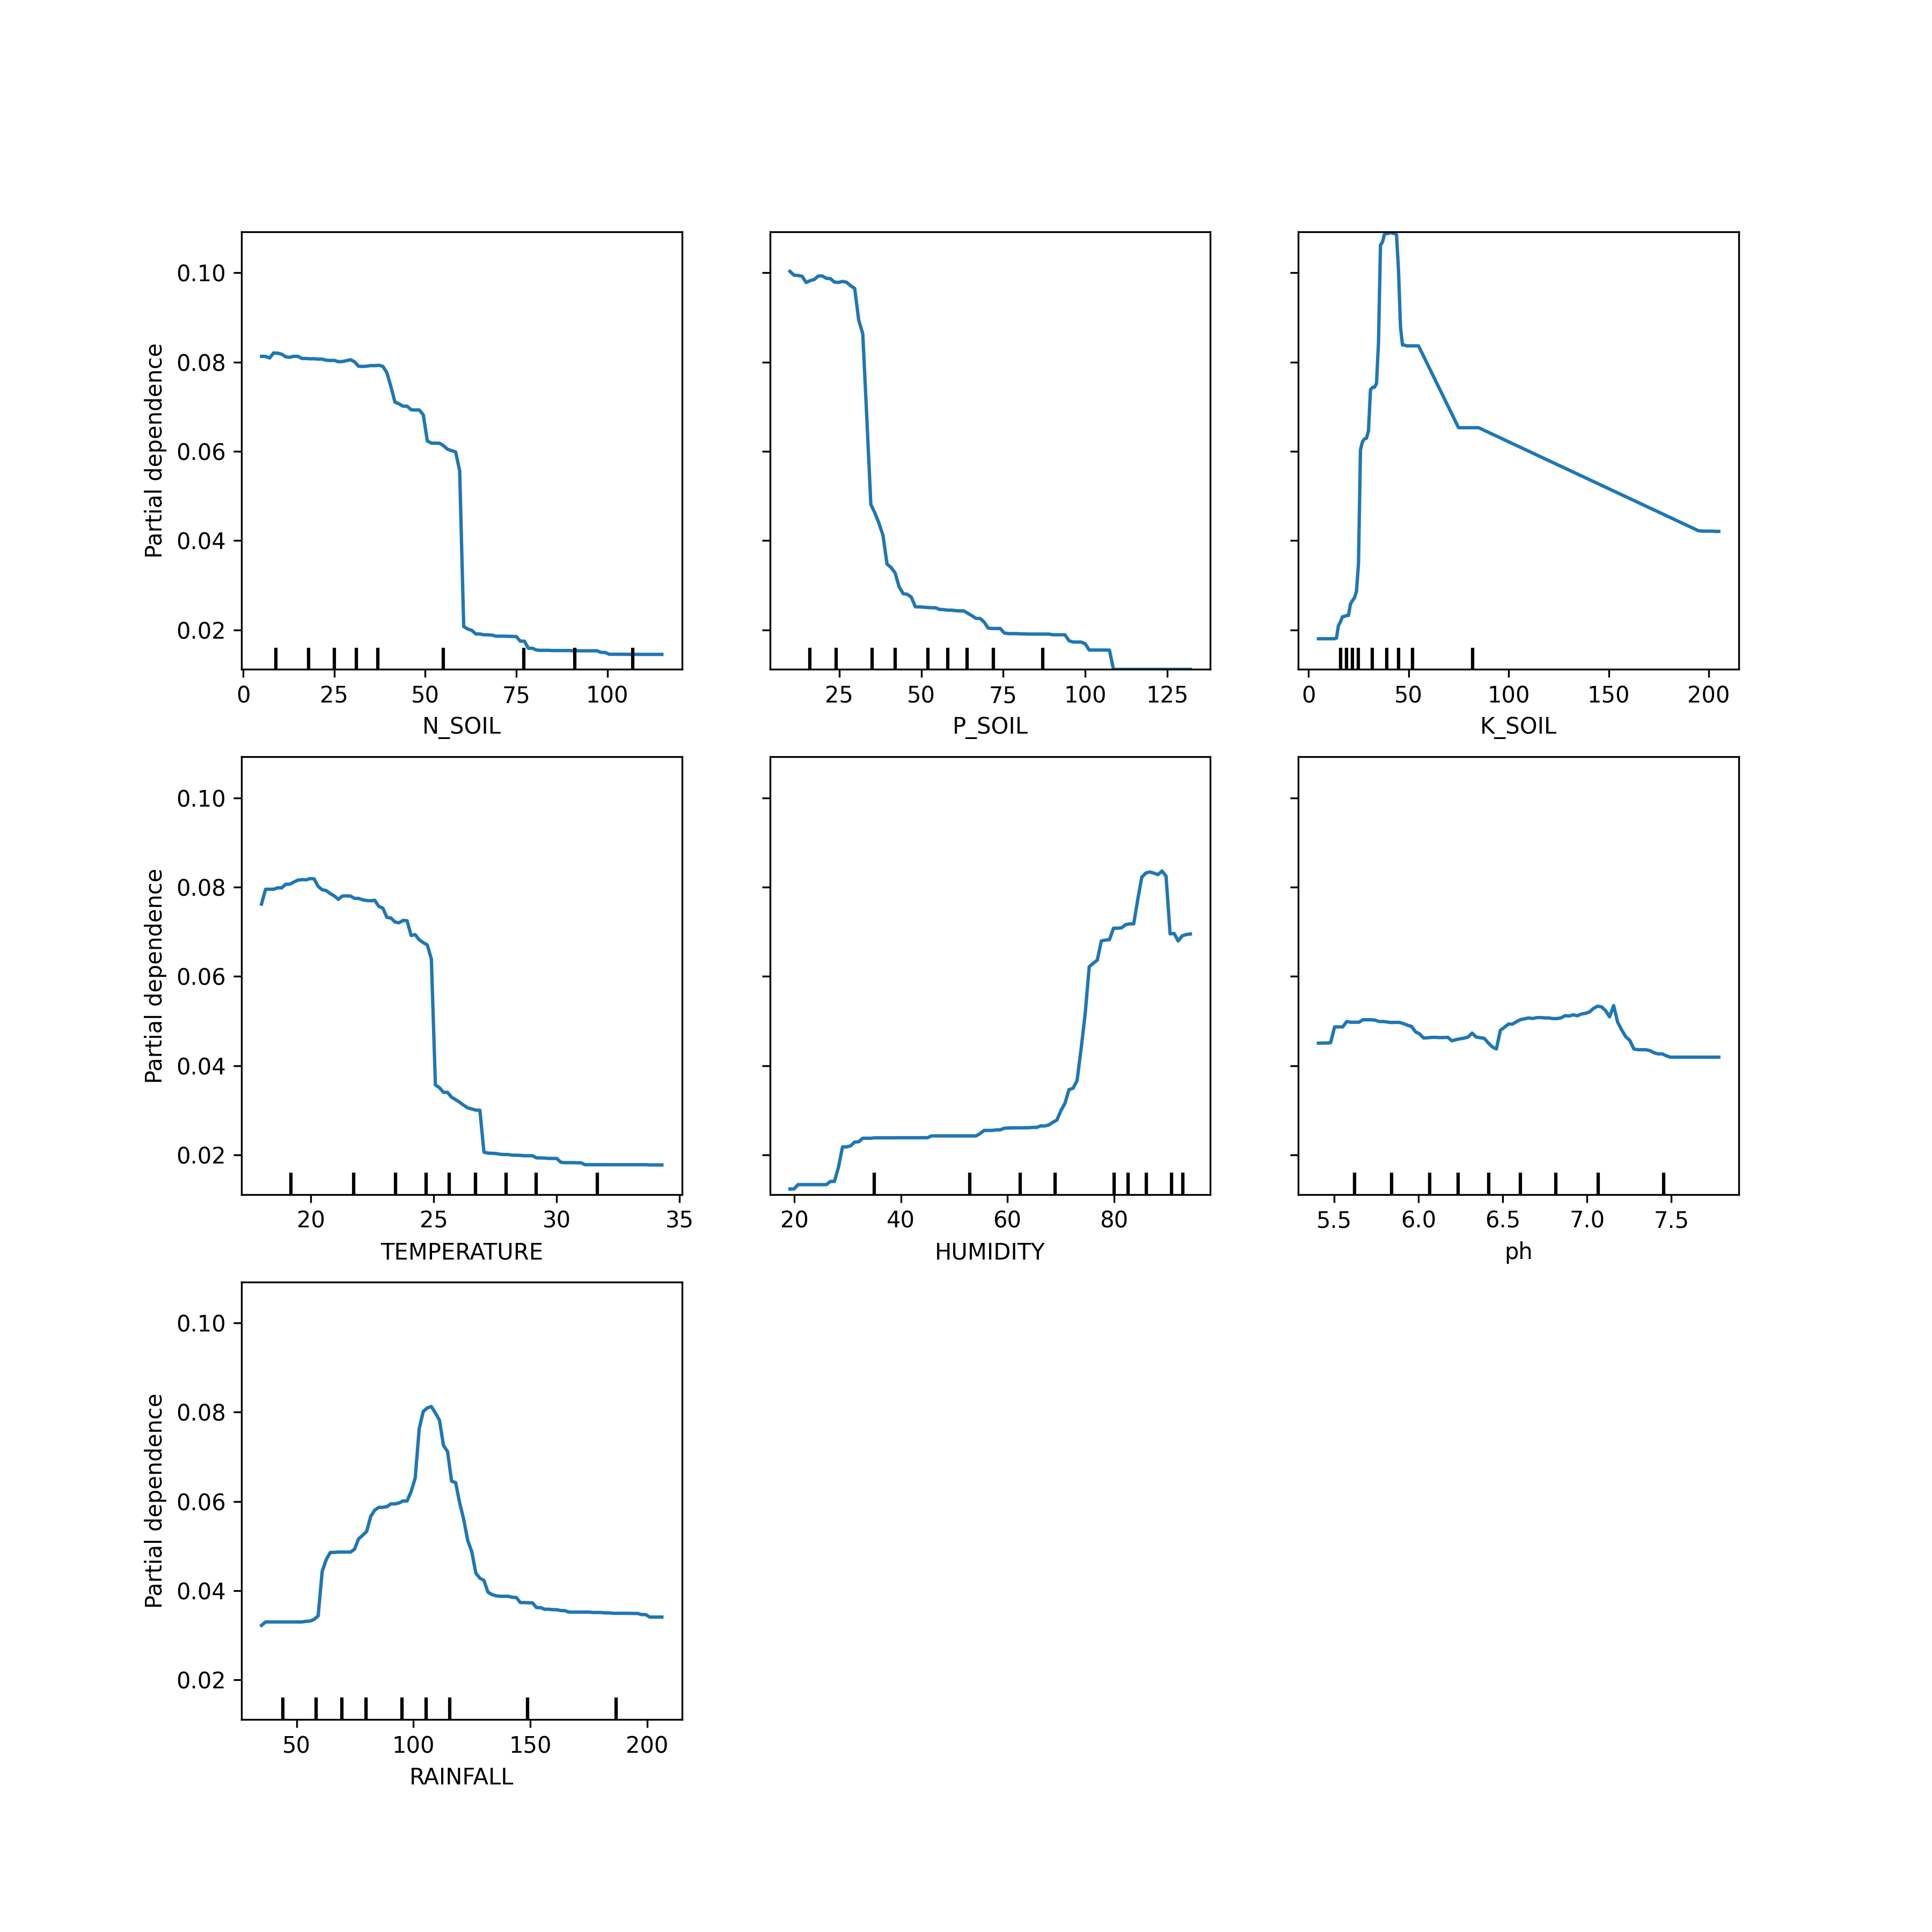 0.10
0.08
0.06
0.04
0.02
Partial dependence
0 25 50 75 100
N_SOIL
25 50 75 100 125
P_SOIL
0 50 100 150 200
K_SOIL
0.10
0.08
0.06
0.04
0.02
Partial dependence
20 25 30 35
TEMPERATURE
20 40 60 80
HUMIDITY
5.5 6.0 6.5 7.0 7.5
ph
0.10
0.08
0.06
0.04
0.02
Partial dependence
50 100 150 200
RAINFALL